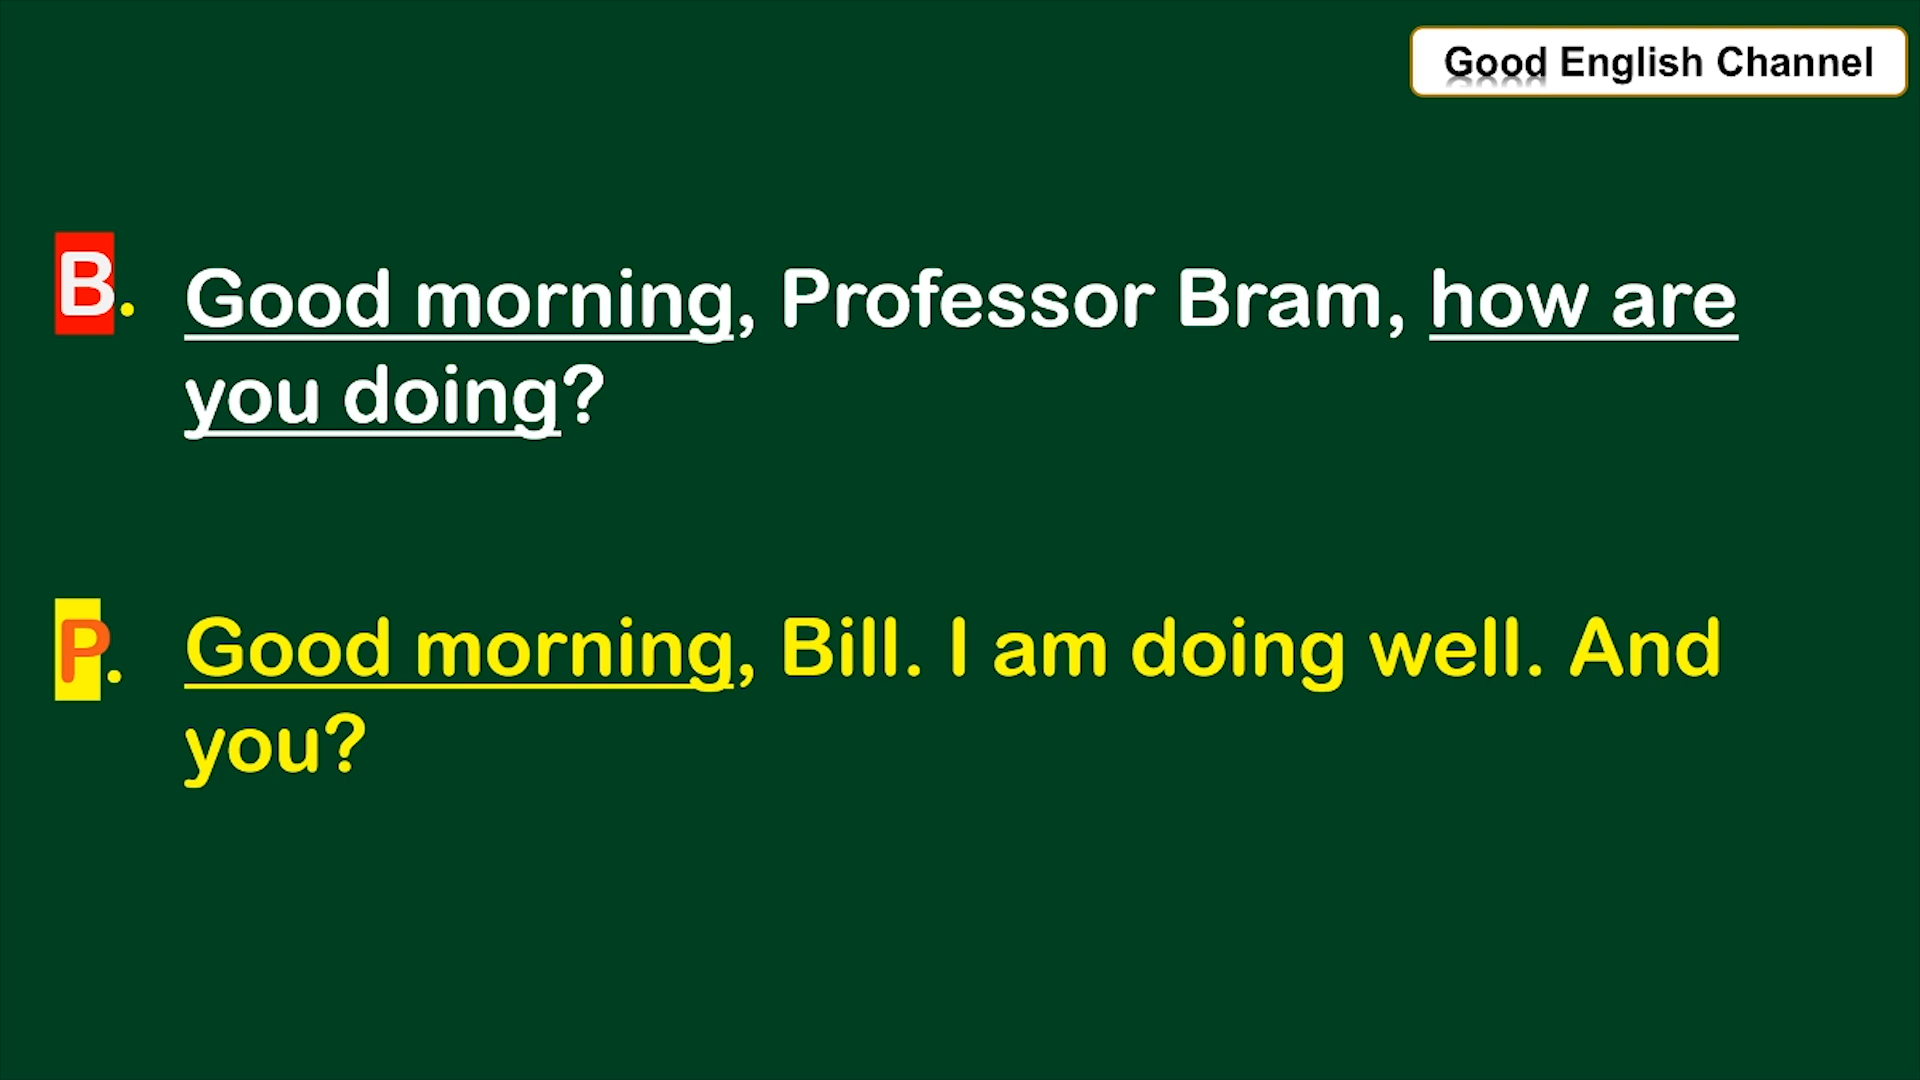 Good English Channel
B. Good morning, Professor Bram, how are
you doing?
P. Good morning, Bill. I am doing well. And
you?